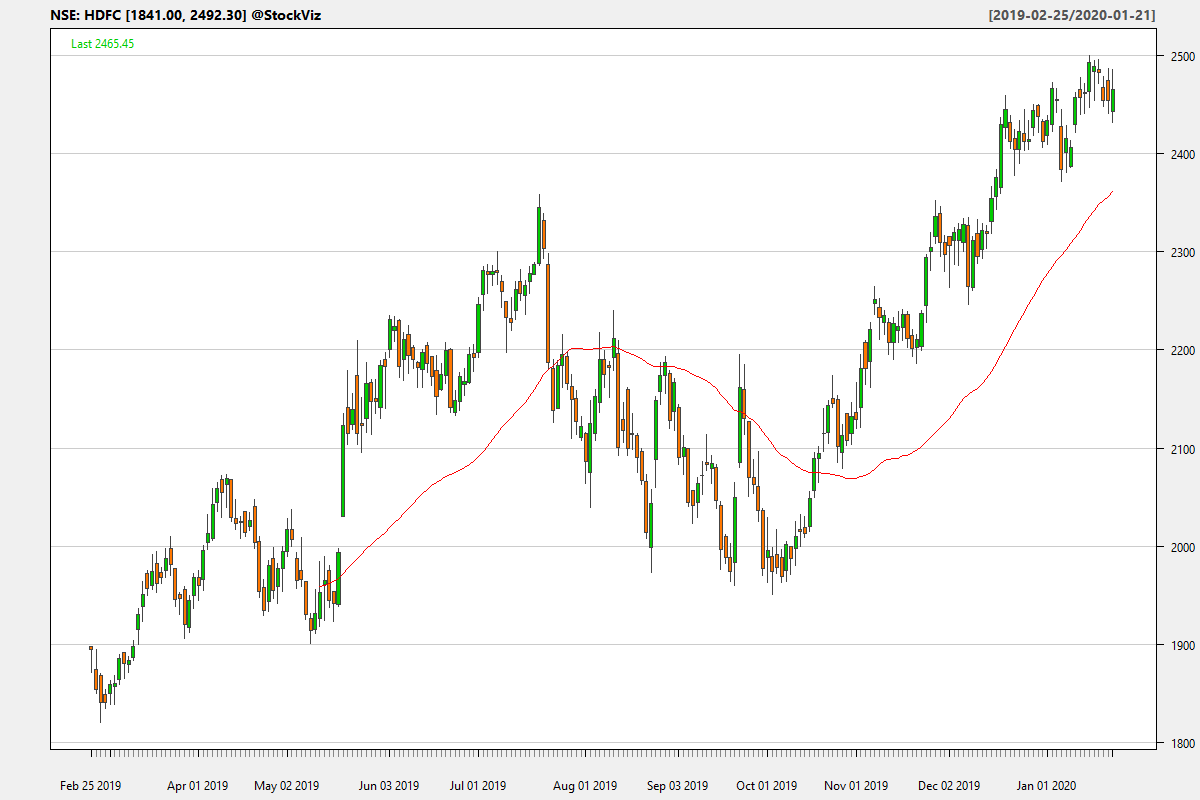 NSE: HDFC [1841.00, 2492.30] @StockViz
[2019-02-25/2020-01-21]
Last 2465.45
2500
2400
2300
2200
2100
2000
1900
1800
Feb 25 2019
Apr 01 2019
May 02 2019
Jun 03 2019
Jul 01 2019
Aug 01 2019
Sep 03 2019
Oct 01 2019
Nov 01 2019
Dec 02 2019
Jan 01 2020